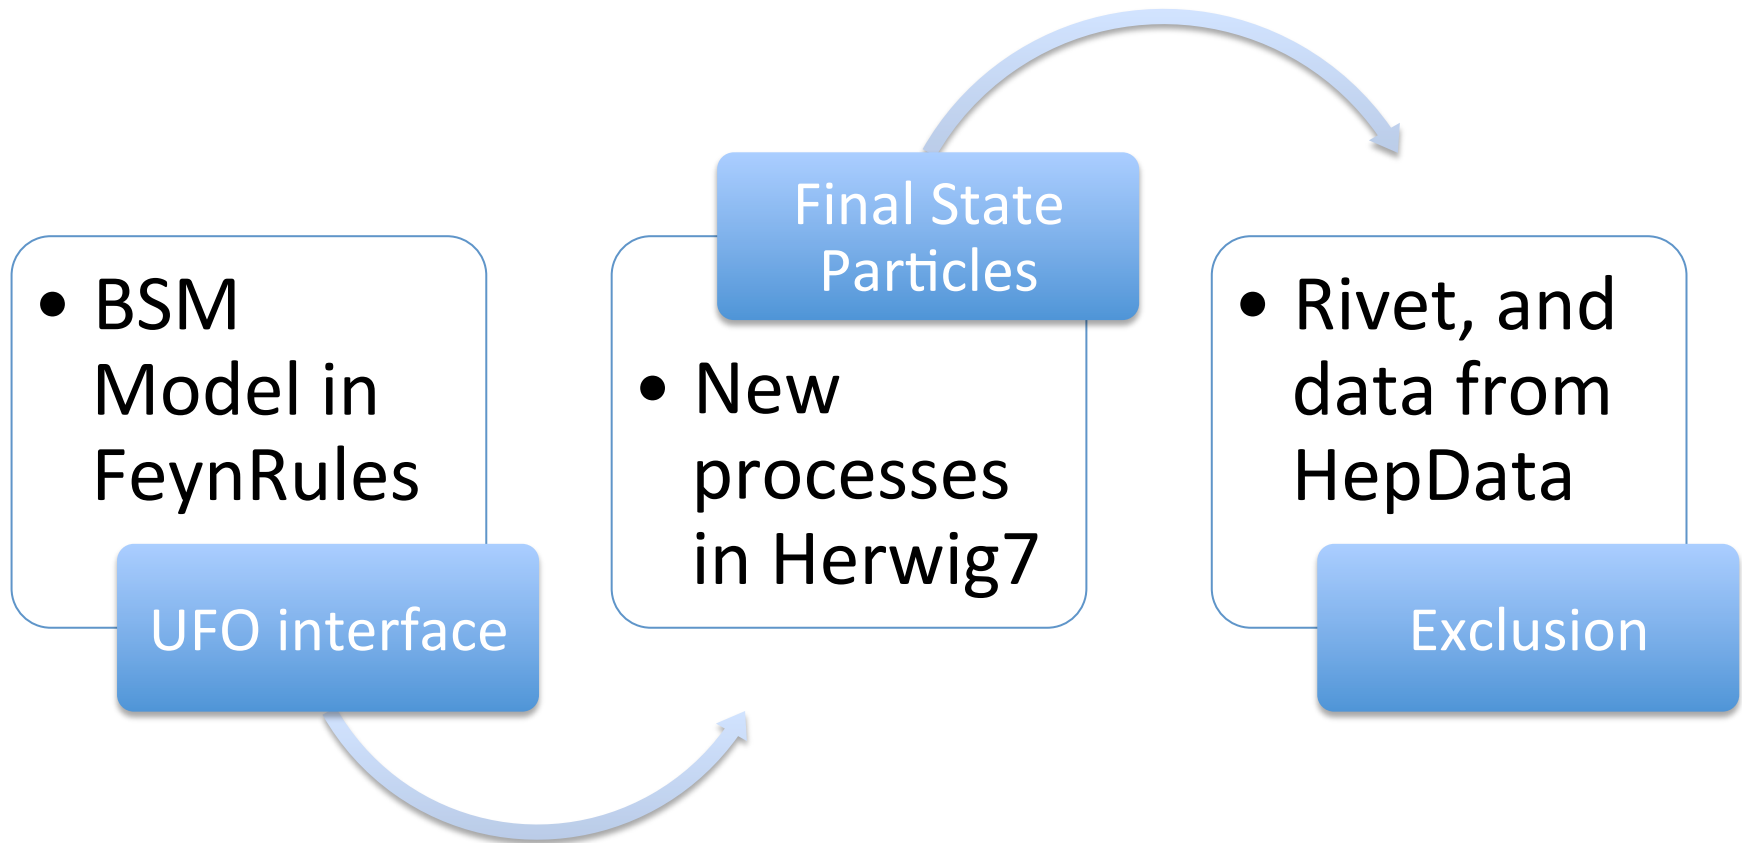 • BSM
Model in
FeynRules
UFO interface
Final State
Particles
• New
processes
in Herwig7
• Rivet, and
data from
HepData
Exclusion